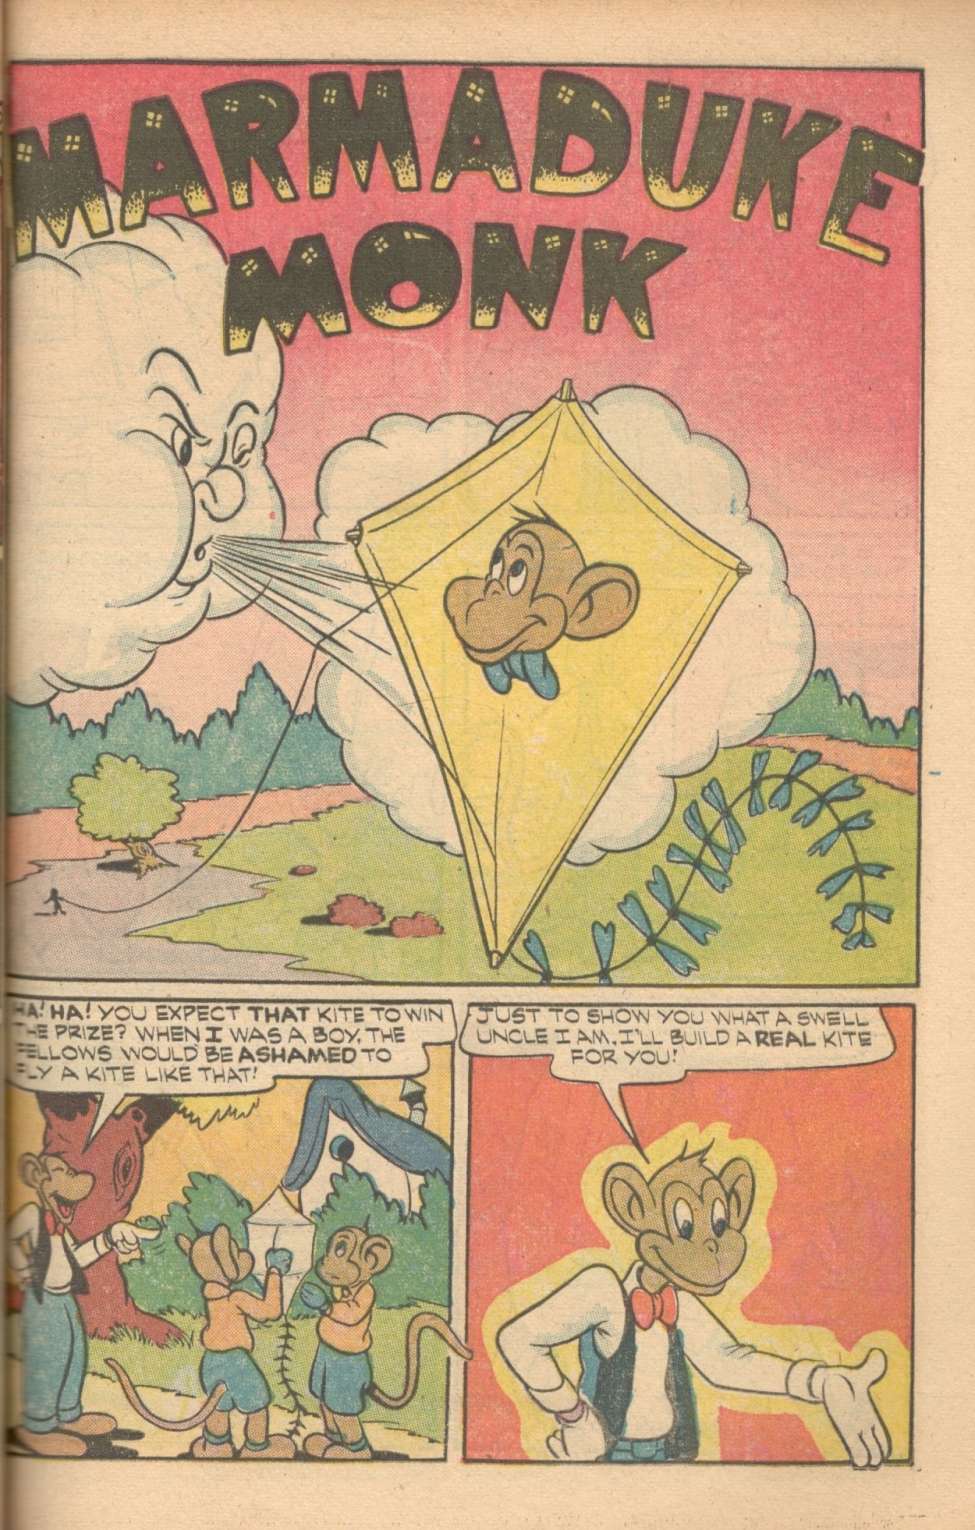 MARMADUKE
MONK
HA! HA! YOU EXPECT THAT KITE TO WIN
THE PRIZE? WHEN I WAS A BOY, THE
FELLOWS WOULD BE ASHAMED TO
FLY A KITE LIKE THAT!
JUST TO SHOW YOU WHAT A SWELL
UNCLE I AM, I'LL BUILD A REAL KITE
FOR YOU!